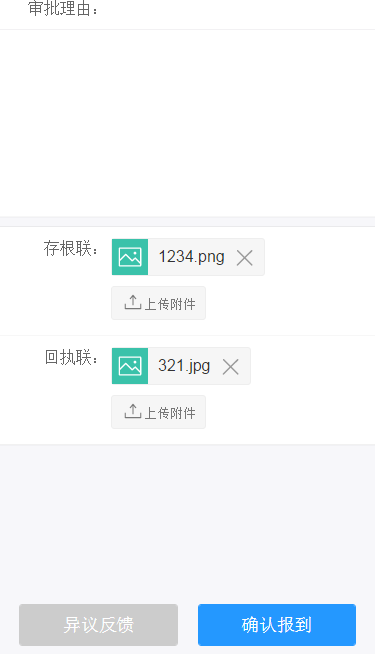 审批理由：
存根联：
1234.png
上传附件
回执联：
321.jpg
上传附件
异议反馈 确认报到